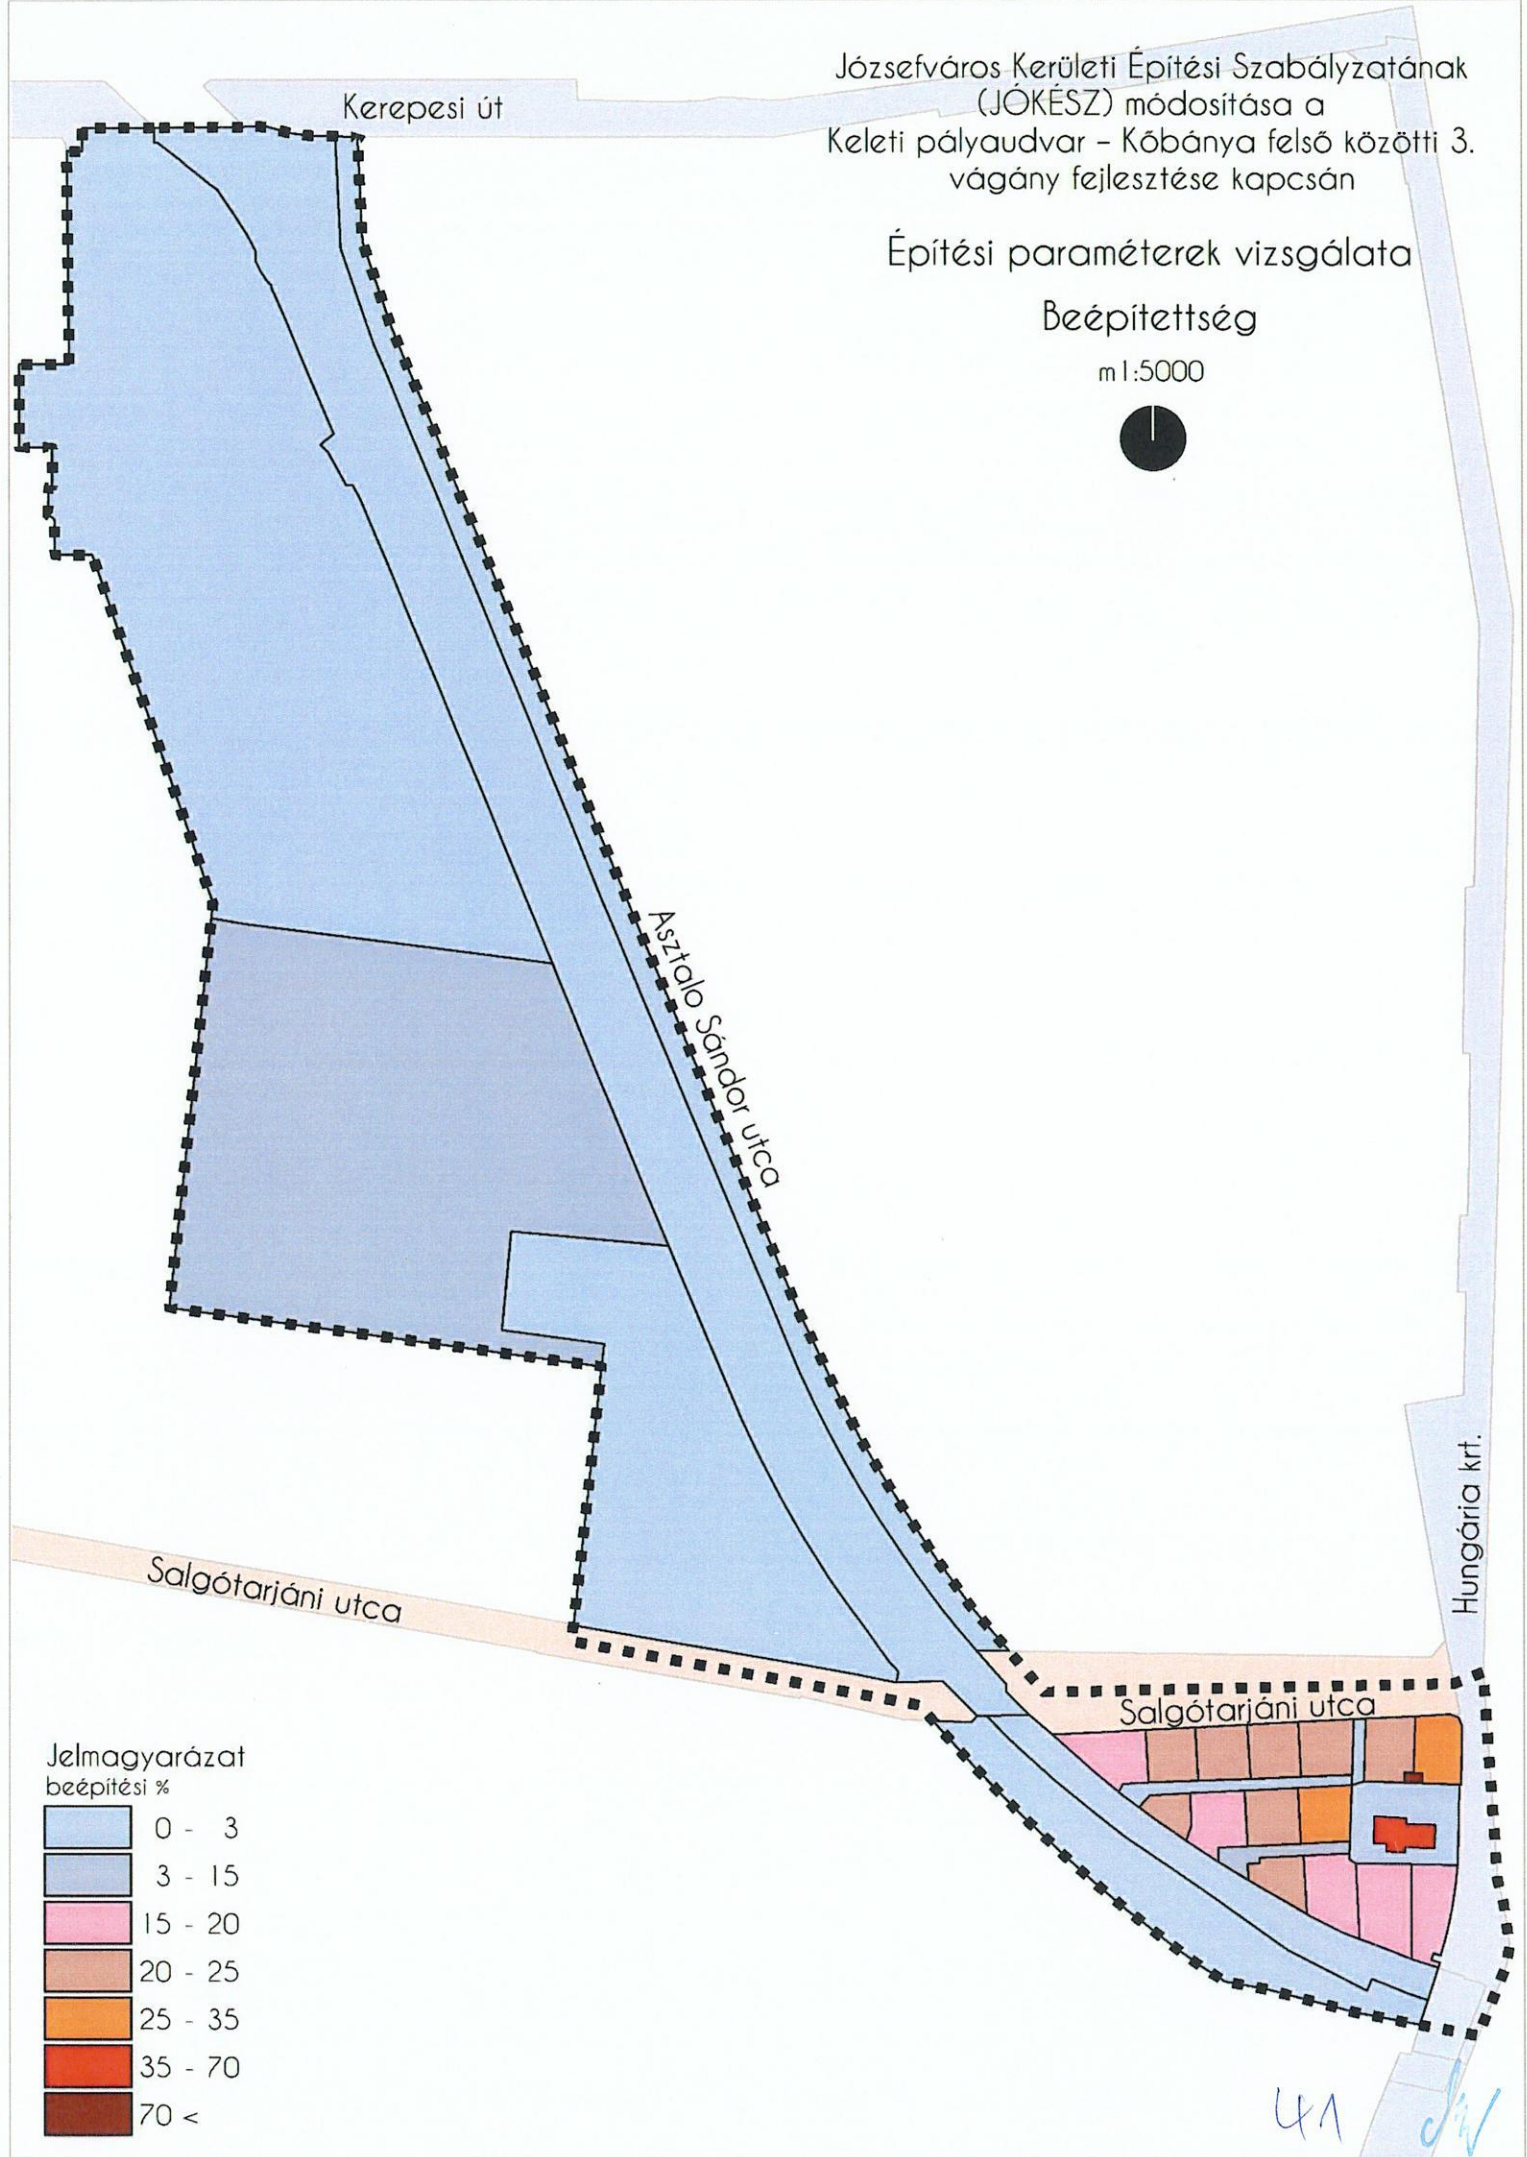 Józsefváros Kerületi Építési Szabályzatának
(JÓKÉSZ) módosítása a
Keleti pályaudvar – Kőbánya felső közötti 3.
vágány fejlesztése kapcsán
Építési paraméterek vizsgálata
Beépítettség
m1:5000
Kerepesi út
Asztalo Sándor utca
Hungária krt.
Salgótarjáni utca
Salgótarjáni utca
Jelmagyarázat
beépítési %
0 - 3
3 - 15
15 - 20
20 - 25
25 - 35
35 - 70
70 <
41